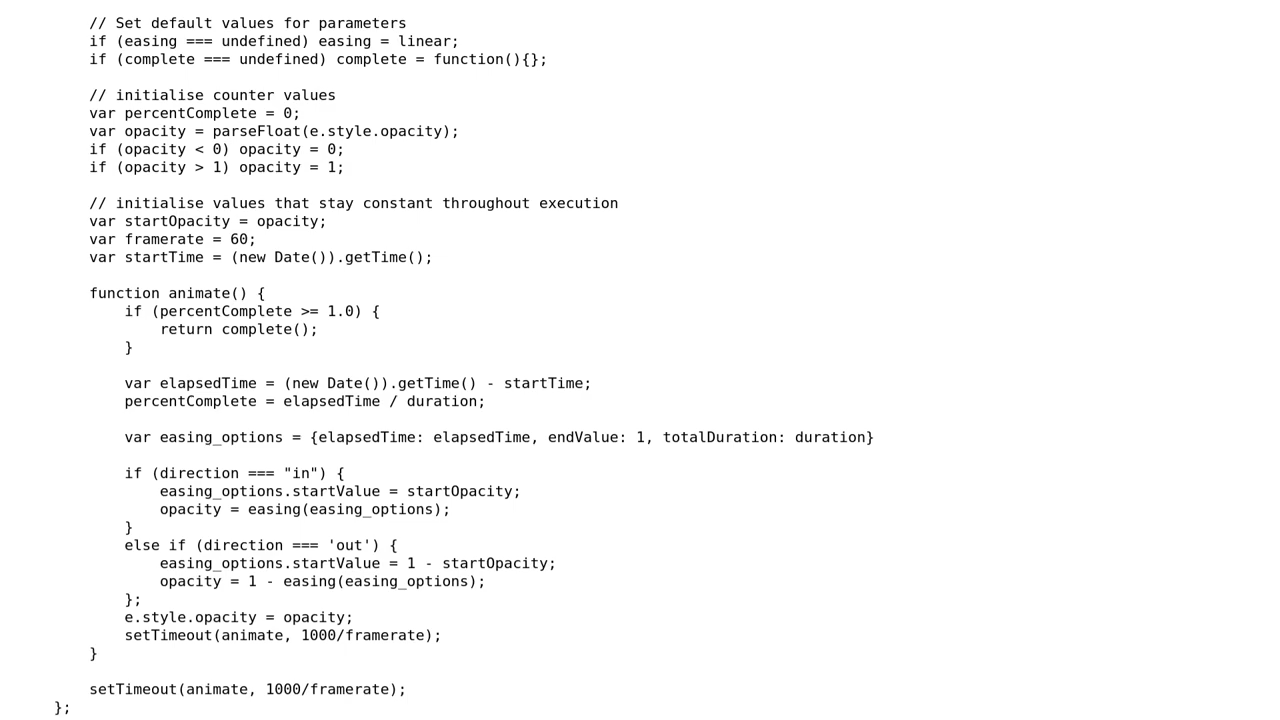 // Set default values for parameters
if (easing === undefined) easing = linear;
if (complete === undefined) complete = function(){};
// initialise counter values
var percentComplete = 0;
var opacity = parseFloat(e.style.opacity);
if (opacity < 0) opacity = 0;
if (opacity > 1) opacity = 1;
// initialise values that stay constant throughout execution
var startOpacity = opacity;
var framerate = 60;
var startTime = (new Date()).getTime();
function animate() {
if (percentComplete >= 1.0) {
return complete();
}
var elapsedTime = (new Date()).getTime() - startTime;
percentComplete = elapsedTime / duration;
var easing_options = {elapsedTime: elapsedTime, endValue: 1, totalDuration: duration}
if (direction === "in") {
easing_options.startValue = startOpacity;
opacity = easing(easing_options);
}
else if (direction === 'out') {
easing_options.startValue = 1 - startOpacity;
opacity = 1 - easing(easing_options);
};
e.style.opacity = opacity;
setTimeout(animate, 1000/framerate);
}
setTimeout(animate, 1000/framerate);
};